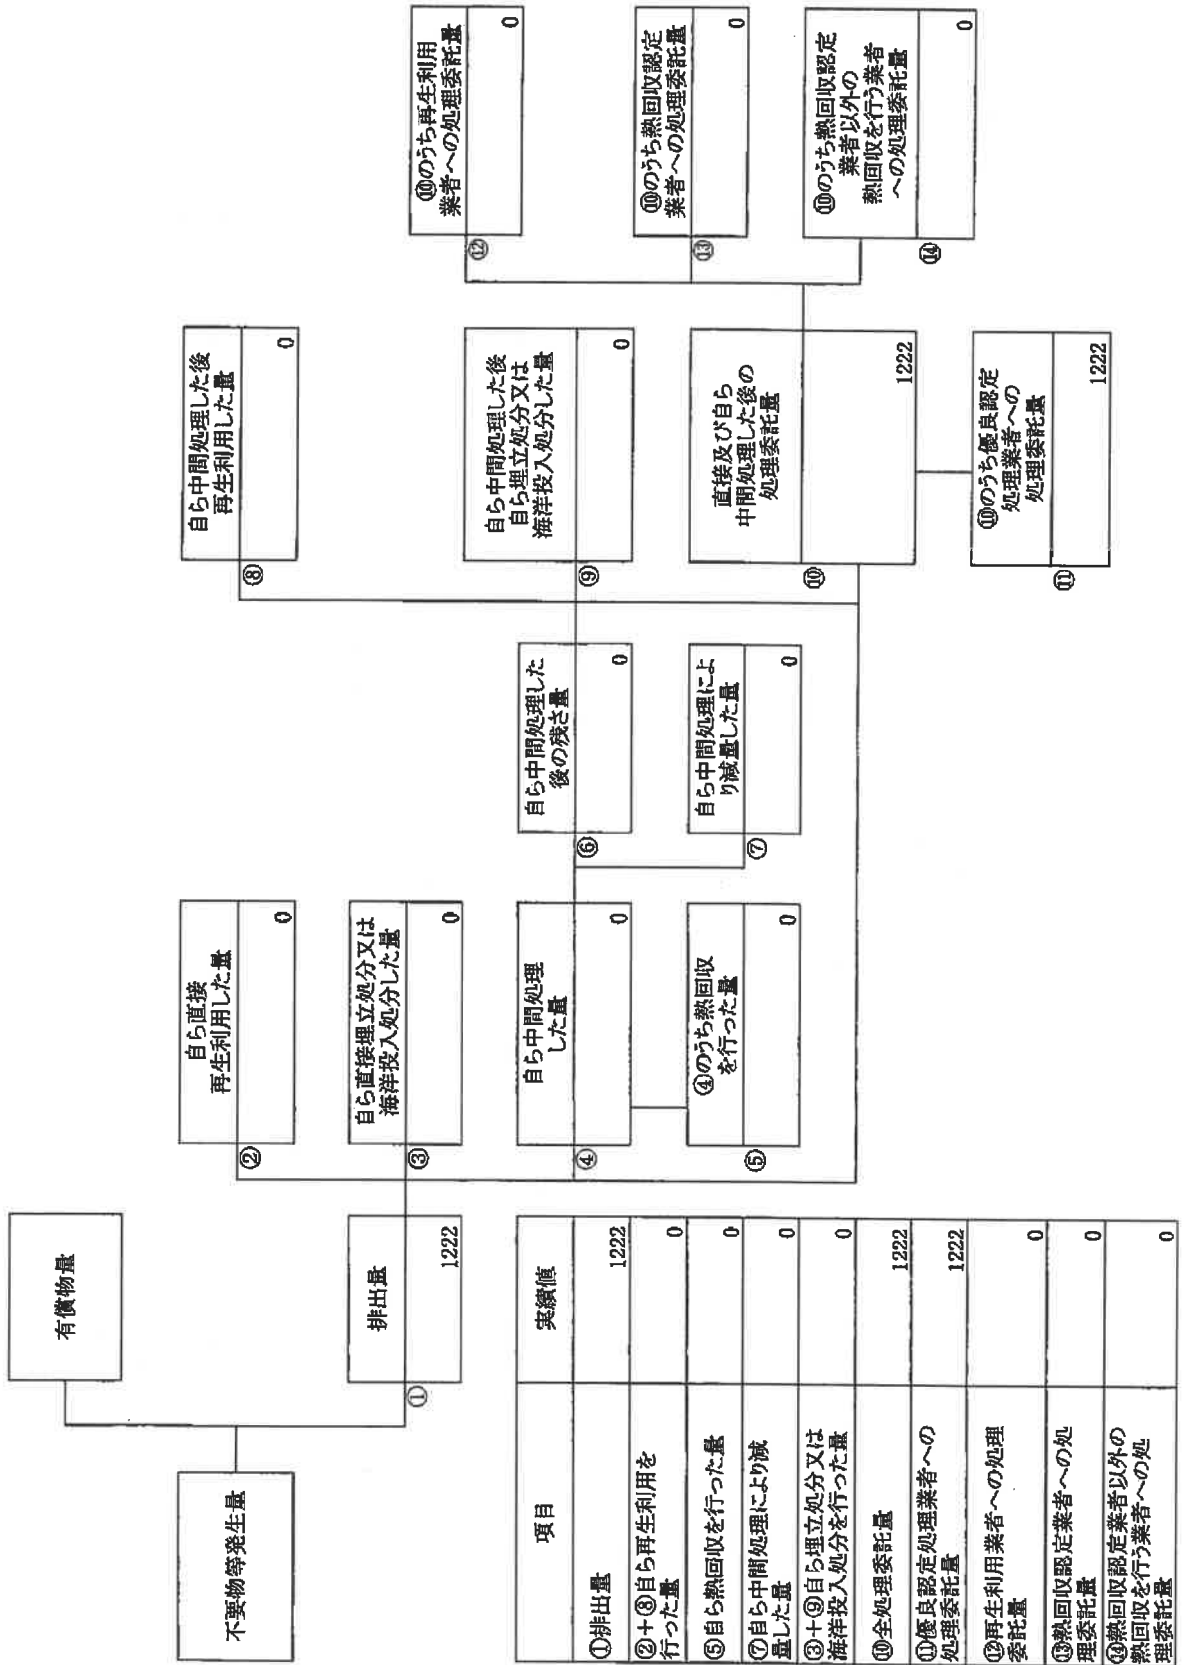 不要物等発生量
有償物量
排出量
①
1222
自ら直接
再生利用した量
②
0
自ら直接埋立処分又は
海洋投入処分した量
③
0
自ら中間処理
した量
④
0
④のうち熱回収
を行った量
⑤
0
自ら中間処理した
後の残さ量
⑥
0
自ら中間処理によ
り減量した量
⑦
0
自ら中間処理した後
再生利用した量
⑧
0
自ら中間処理した後
自ら埋立処分又は
海洋投入処分した量
⑨
0
直接及び自ら
中間処理した後の
処理委託量
⑩
1222
⑩のうち優良認定
処理業者への
処理委託量
⑪
1222
⑩のうち再生利用
業者への処理委託量
⑫
0
⑩のうち熱回収認定
業者への処理委託量
⑬
0
⑩のうち熱回収認定
業者以外の
熱回収を行う業者
への処理委託量
⑭
0
項目 実績値
①排出量 1222
②+⑧自ら再生利用を
行った量 0
⑤自ら熱回収を行った量 0
⑦自ら中間処理により減
量した量 0
③+⑨自ら埋立処分又は
海洋投入処分を行った量 0
⑩全処理委託量 1222
⑪優良認定処理業者への
処理委託量 1222
⑫再生利用業者への処理
委託量 0
⑬熱回収認定業者への処
理委託量 0
⑭熱回収認定業者以外の
熱回収を行う業者への処
理委託量 0